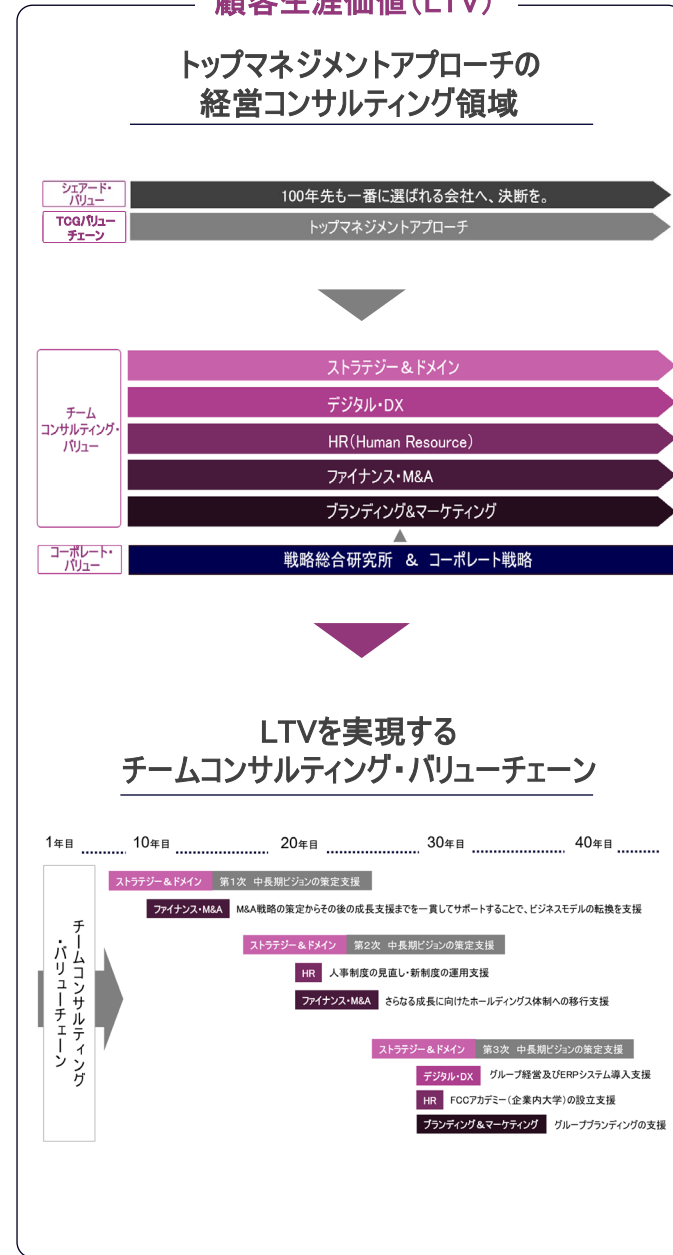 顧客生涯価値(LTV)
トップマネジメントアプローチの
経営コンサルティング領域
シェアード・
バリュー
100年先も一番に選ばれる会社へ、決断を。
TCG/バリュー
チェーン
トップマネジメントアプローチ
チーム
コンサルティング・
バリュー
ストラテジー＆ドメイン
デジタル・DX
HR(Human Resource)
ファイナンス・M&A
ブランディング&マーケティング
コーポレート・
バリュー
戦略総合研究所 ＆ コーポレート戦略
LTVを実現する
チームコンサルティング・バリューチェーン
1年目 ........ 10年目 ................ 20年目 ................ 30年目 ................ 40年目 ........
チームコンサルティング
・バリューチェーン
ストラテジー＆ドメイン 第1次 中長期ビジョンの策定支援
ファイナンス・M&A M&A戦略の策定からその後の成長支援までを一貫してサポートすることで、ビジネスモデルの転換を支援
ストラテジー＆ドメイン 第2次 中長期ビジョンの策定支援
HR 人事制度の見直し・新制度の運用支援
ファイナンス・M&A さらなる成長に向けたホールディングス体制への移行支援
ストラテジー＆ドメイン 第3次 中長期ビジョンの策定支援
デジタル・DX グループ経営及びERPシステム導入支援
HR FCCアカデミー(企業内大学)の設立支援
ブランディング＆マーケティング グループブランディングの支援